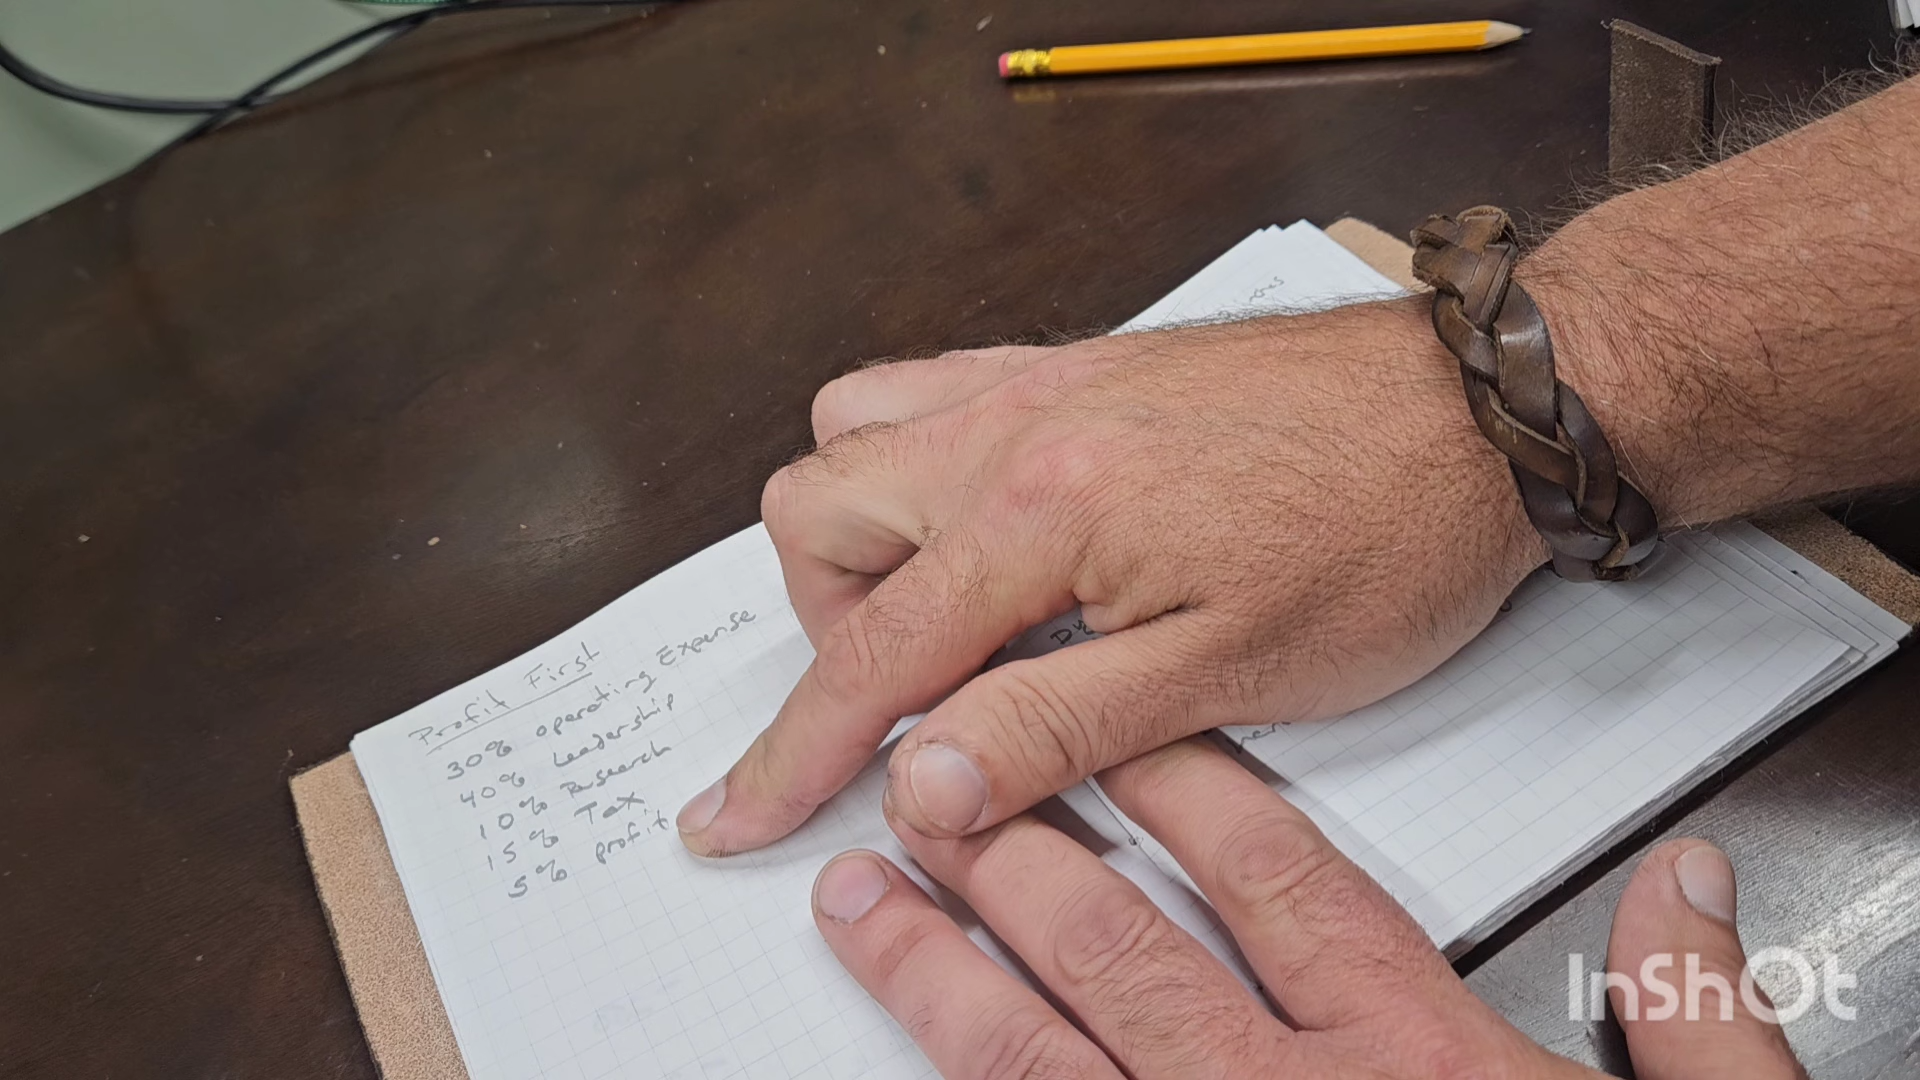 Profit First
30% operating Expense
40% Leadership
10% Research
15% Tax
5% profit
InShOt